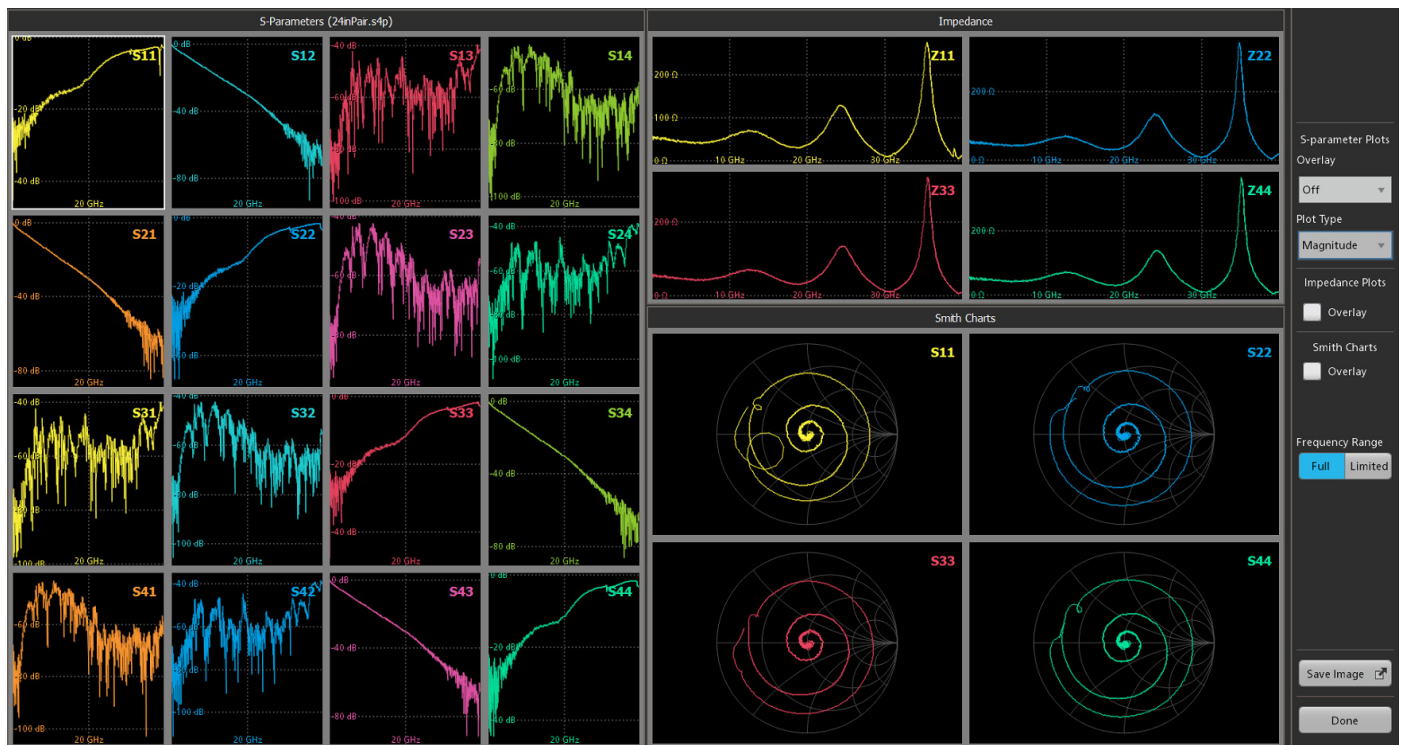 S-Parameters (24inPair.s4p)
S11
0 dB
-20 dB
-40 dB
20 GHz
S12
0 dB
-40 dB
-80 dB
20 GHz
S13
-40 dB
-60 dB
-100 dB
20 GHz
S14
-60 dB
-100 dB
20 GHz
S21
0 dB
-40 dB
-80 dB
20 GHz
S22
0 dB
-20 dB
20 GHz
S23
-40 dB
-60 dB
-80 dB
20 GHz
S24
-40 dB
-60 dB
-80 dB
-100 dB
20 GHz
S31
-40 dB
-60 dB
-100 dB
20 GHz
S32
-40 dB
-60 dB
-80 dB
-100 dB
20 GHz
S33
0 dB
-20 dB
-40 dB
20 GHz
S34
0 dB
-40 dB
-80 dB
20 GHz
S41
-60 dB
-80 dB
-100 dB
20 GHz
S42
-40 dB
-60 dB
-100 dB
20 GHz
S43
0 dB
-40 dB
-80 dB
20 GHz
S44
0 dB
-20 dB
-40 dB
20 GHz
Impedance
Z11
200 Ω
100 Ω
0 Ω
10 GHz
20 GHz
30 GHz
Z22
200 Ω
0 Ω
10 GHz
20 GHz
30 GHz
Z33
200 Ω
0 Ω
10 GHz
20 GHz
30 GHz
Z44
200 Ω
0 Ω
10 GHz
20 GHz
30 GHz
Smith Charts
S11
S22
S33
S44
S-parameter Plots
Overlay
Off
Plot Type
Magnitude
Impedance Plots
Overlay
Smith Charts
Overlay
Frequency Range
Full
Limited
Save Image
Done